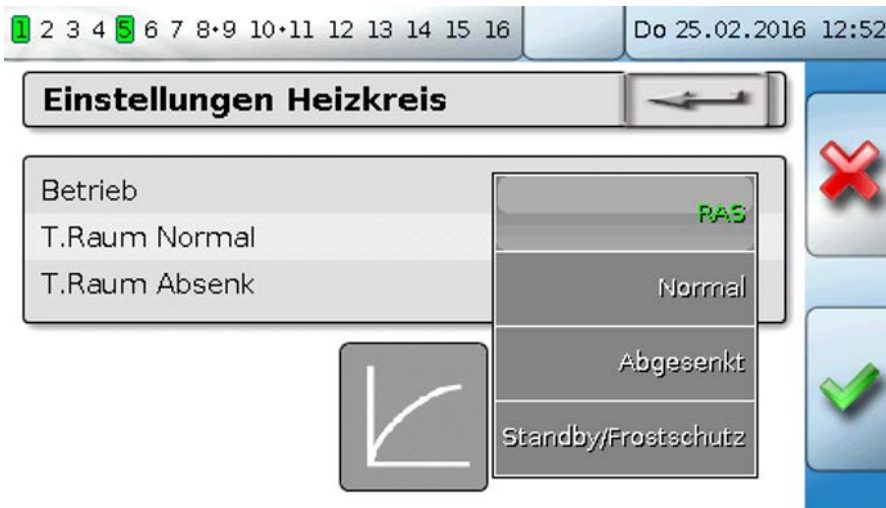 1 2 3 4 5 6 7 8•9 10•11 12 13 14 15 16 Do 25.02.2016 12:52
Einstellungen Heizkreis
Betrieb
RAS
T.Raum Normal
Normal
T.Raum Absenk
Abgesenkt
Standby/Frostschutz